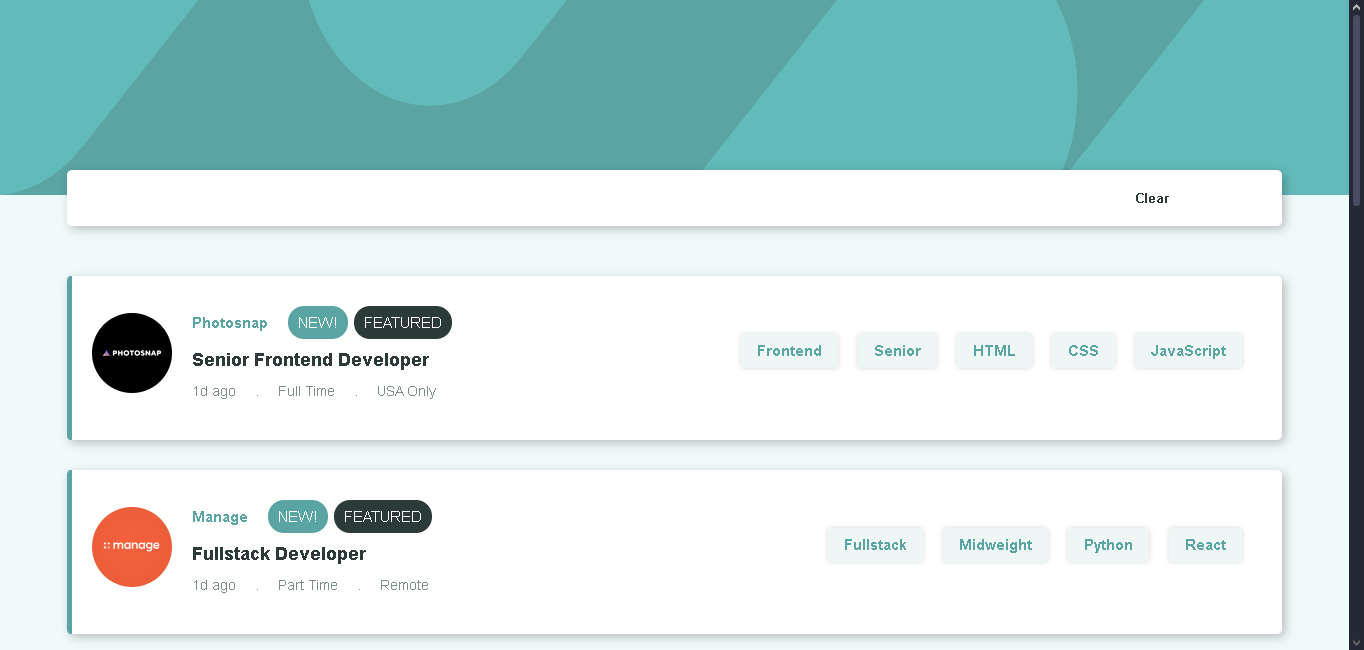 Clear
Photosnap NEW! FEATURED
PHOTOSNAP
Senior Frontend Developer
1d ago . Full Time . USA Only
Frontend Senior HTML CSS JavaScript
Manage NEW! FEATURED
:: manage
Fullstack Developer
1d ago . Part Time . Remote
Fullstack Midweight Python React